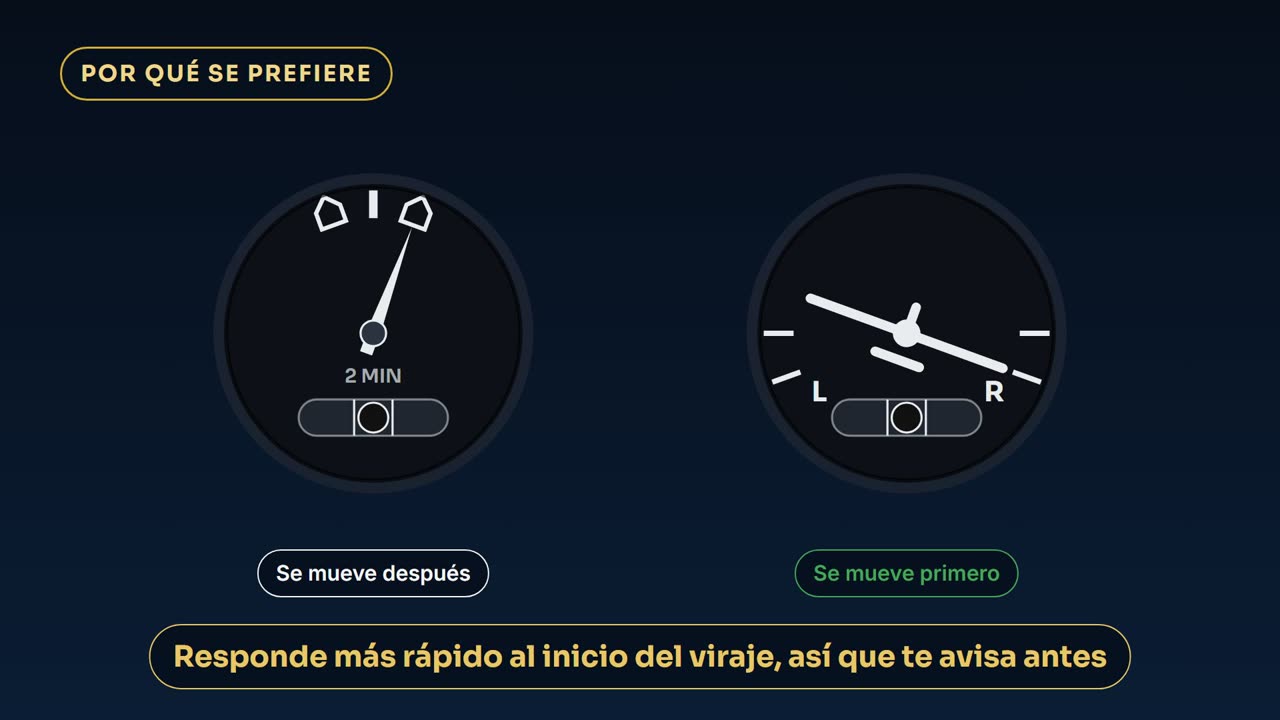 POR QUÉ SE PREFIERE
2 MIN
L
R
Se mueve después
Se mueve primero
Responde más rápido al inicio del viraje, así que te avisa antes